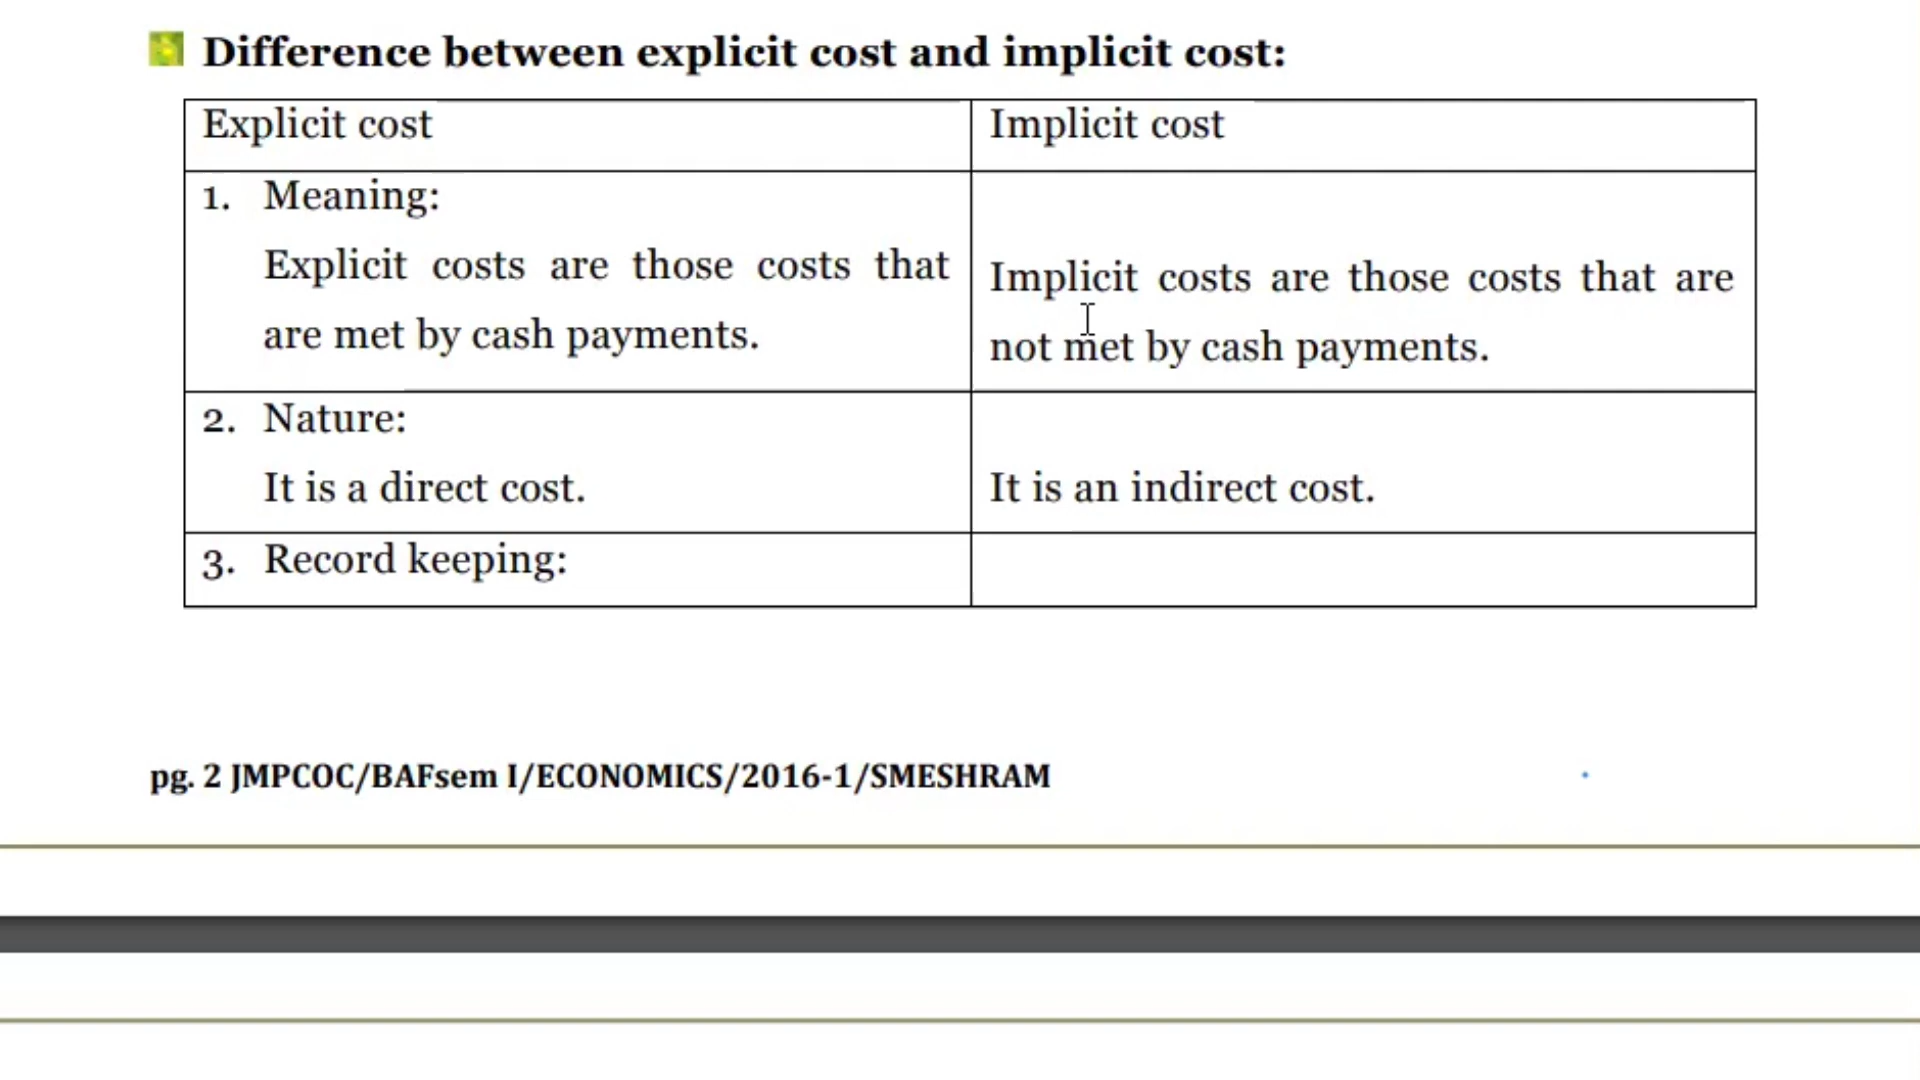 Difference between explicit cost and implicit cost:
Explicit cost
Implicit cost
1. Meaning:
Explicit costs are those costs that
are met by cash payments.
Implicit costs are those costs that are
not met by cash payments.
2. Nature:
It is a direct cost.
It is an indirect cost.
3. Record keeping:
pg. 2 JMPCOC/BAFsem I/ECONOMICS/2016-1/SMESHRAM